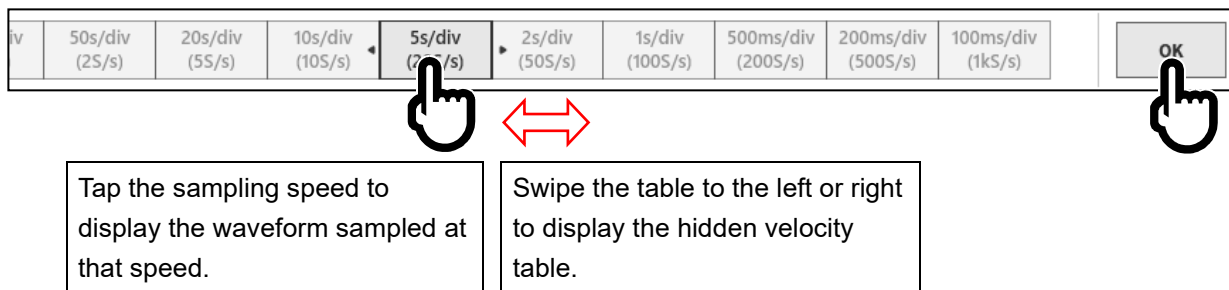 iv 50s/div 20s/div 10s/div 5s/div 2s/div 1s/div 500ms/div 200ms/div 100ms/div
(2S/s) (5S/s) (10S/s) (50S/s) (100S/s) (200S/s) (500S/s) (1kS/s)
OK
Tap the sampling speed to
display the waveform sampled at
that speed.
Swipe the table to the left or right
to display the hidden velocity
table.